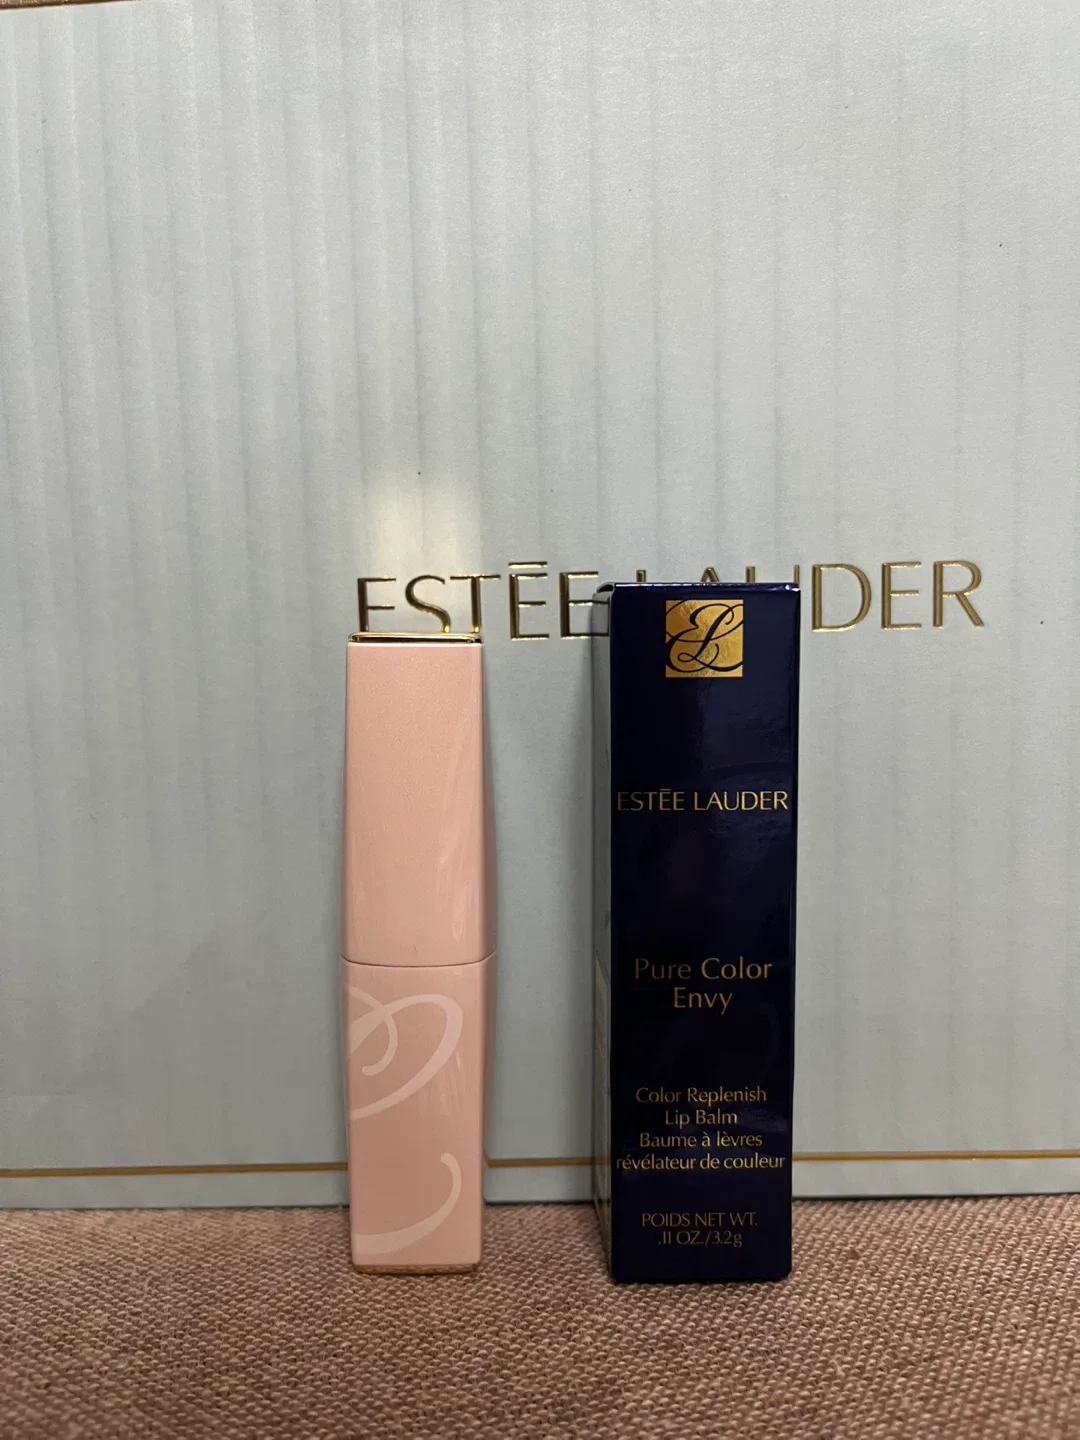 ESTĒE LAUDER
ESTĒE LAUDER
Pure Color
Envy
Color Replenish
Lip Balm
Baume à lèvres
révélateur de couleur
POIDS NET WT.
.11 OZ./3.2g